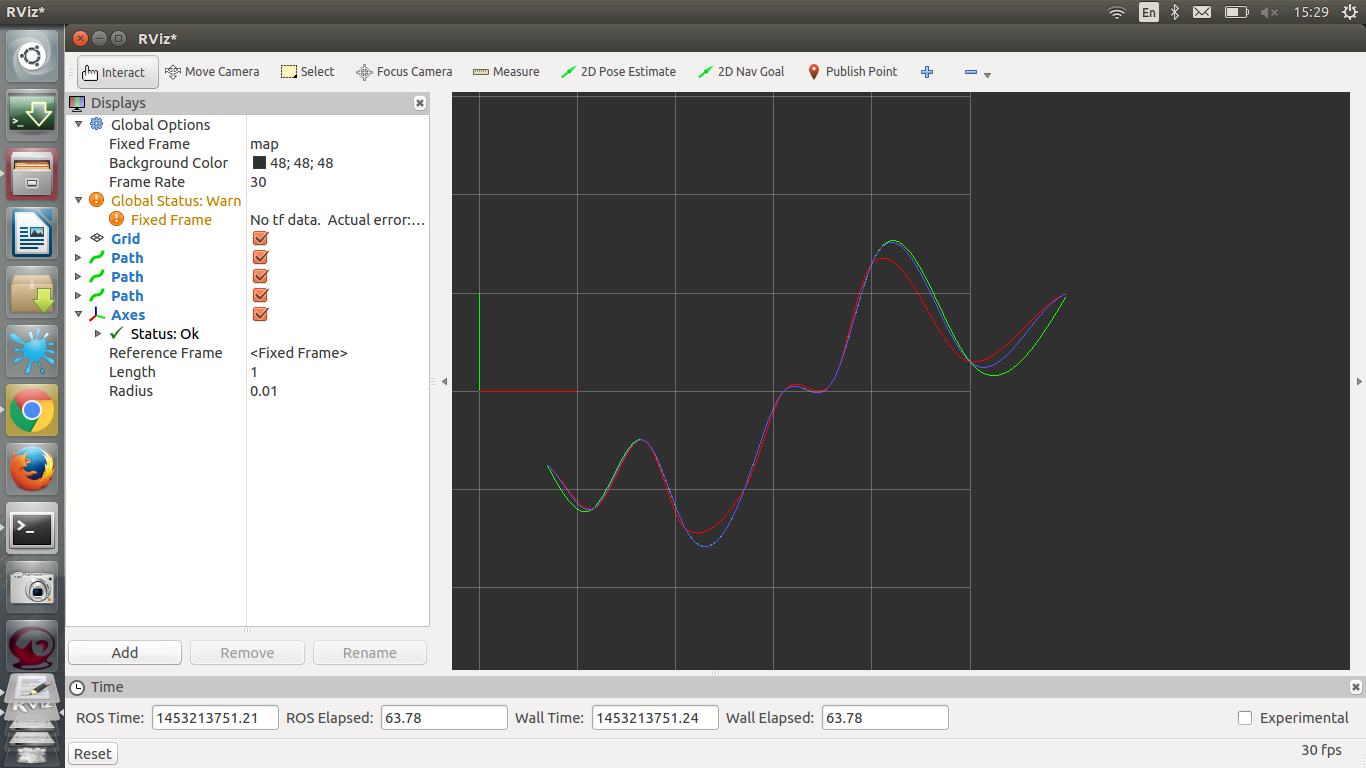 RViz*
En
15:29
RViz*
Interact Move Camera Select Focus Camera Measure 2D Pose Estimate 2D Nav Goal Publish Point
Displays
Global Options
Fixed Frame map
Background Color 48; 48; 48
Frame Rate 30
Global Status: Warn
Fixed Frame No tf data.  Actual error:...
Grid
Path
Path
Path
Axes
Status: Ok
Reference Frame <Fixed Frame>
Length 1
Radius 0.01
Add Remove Rename
Time
ROS Time: 1453213751.21 ROS Elapsed: 63.78 Wall Time: 1453213751.24 Wall Elapsed: 63.78 Experimental
Reset 30 fps